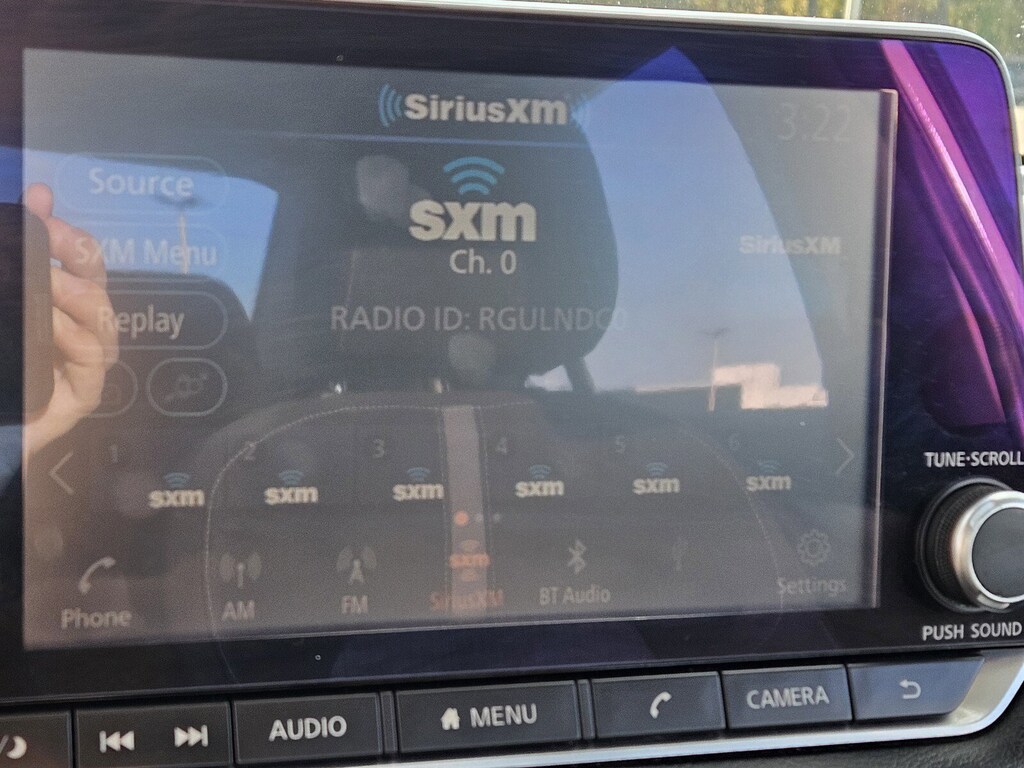 SiriusXM
3:22
Source
sxm
SXM Menu
SiriusXM
Ch. 0
Replay
RADIO ID: RGULNDC0
1 2 3 4 5 6
sxm sxm sxm sxm sxm sxm
sxm
Phone AM FM SiriusXM BT Audio Settings
TUNE·SCROLL
PUSH SOUND
AUDIO MENU CAMERA